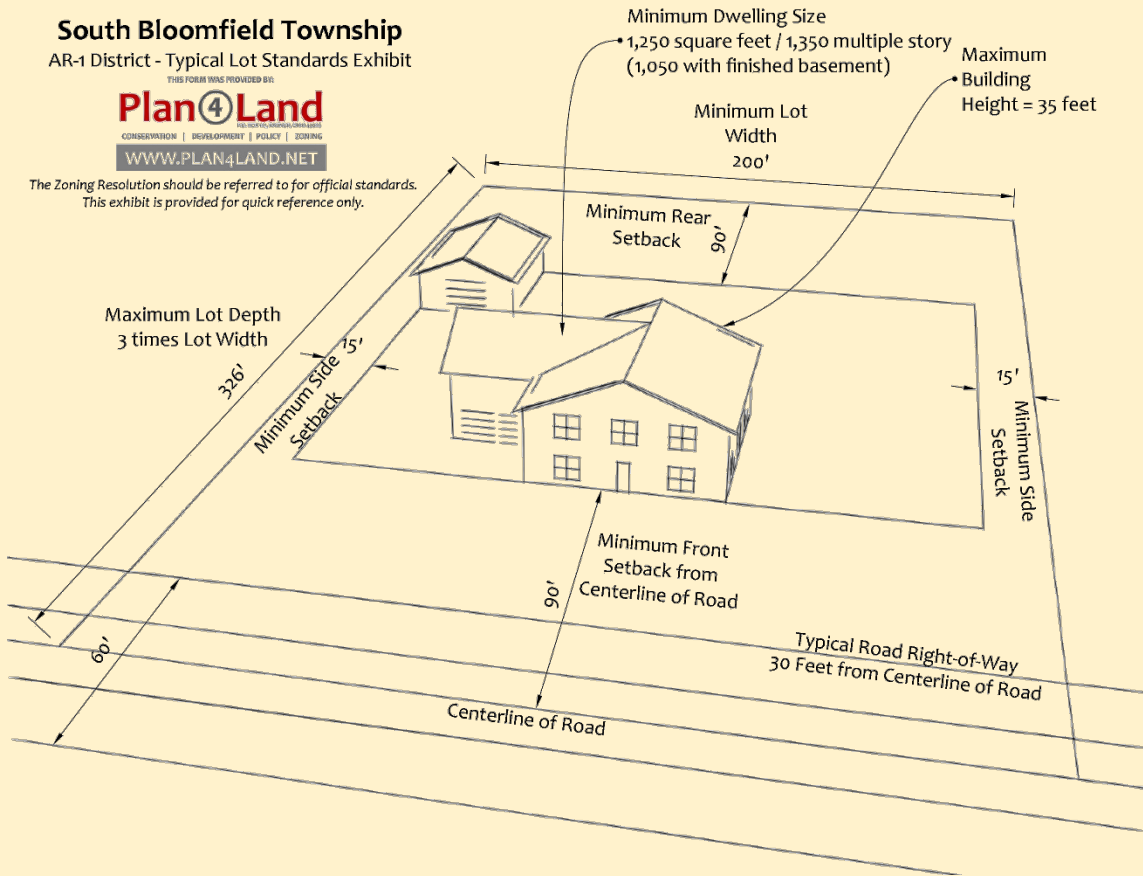 South Bloomfield Township
AR-1 District - Typical Lot Standards Exhibit
THIS FORM WAS PROVIDED BY:
Plan4Land
CONSERVATION | DEVELOPMENT | POLICY | ZONING
WWW.PLAN4LAND.NET
The Zoning Resolution should be referred to for official standards.
This exhibit is provided for quick reference only.
Minimum Dwelling Size
1,250 square feet / 1,350 multiple story
(1,050 with finished basement)
Maximum
Building
Height = 35 feet
Minimum Lot
Width
200'
Minimum Rear
Setback
90'
Maximum Lot Depth
3 times Lot Width
326'
15'
Minimum Side
Setback
15'
Minimum Side
Setback
Minimum Front
Setback from
Centerline of Road
90'
60'
Typical Road Right-of-Way
30 Feet from Centerline of Road
Centerline of Road